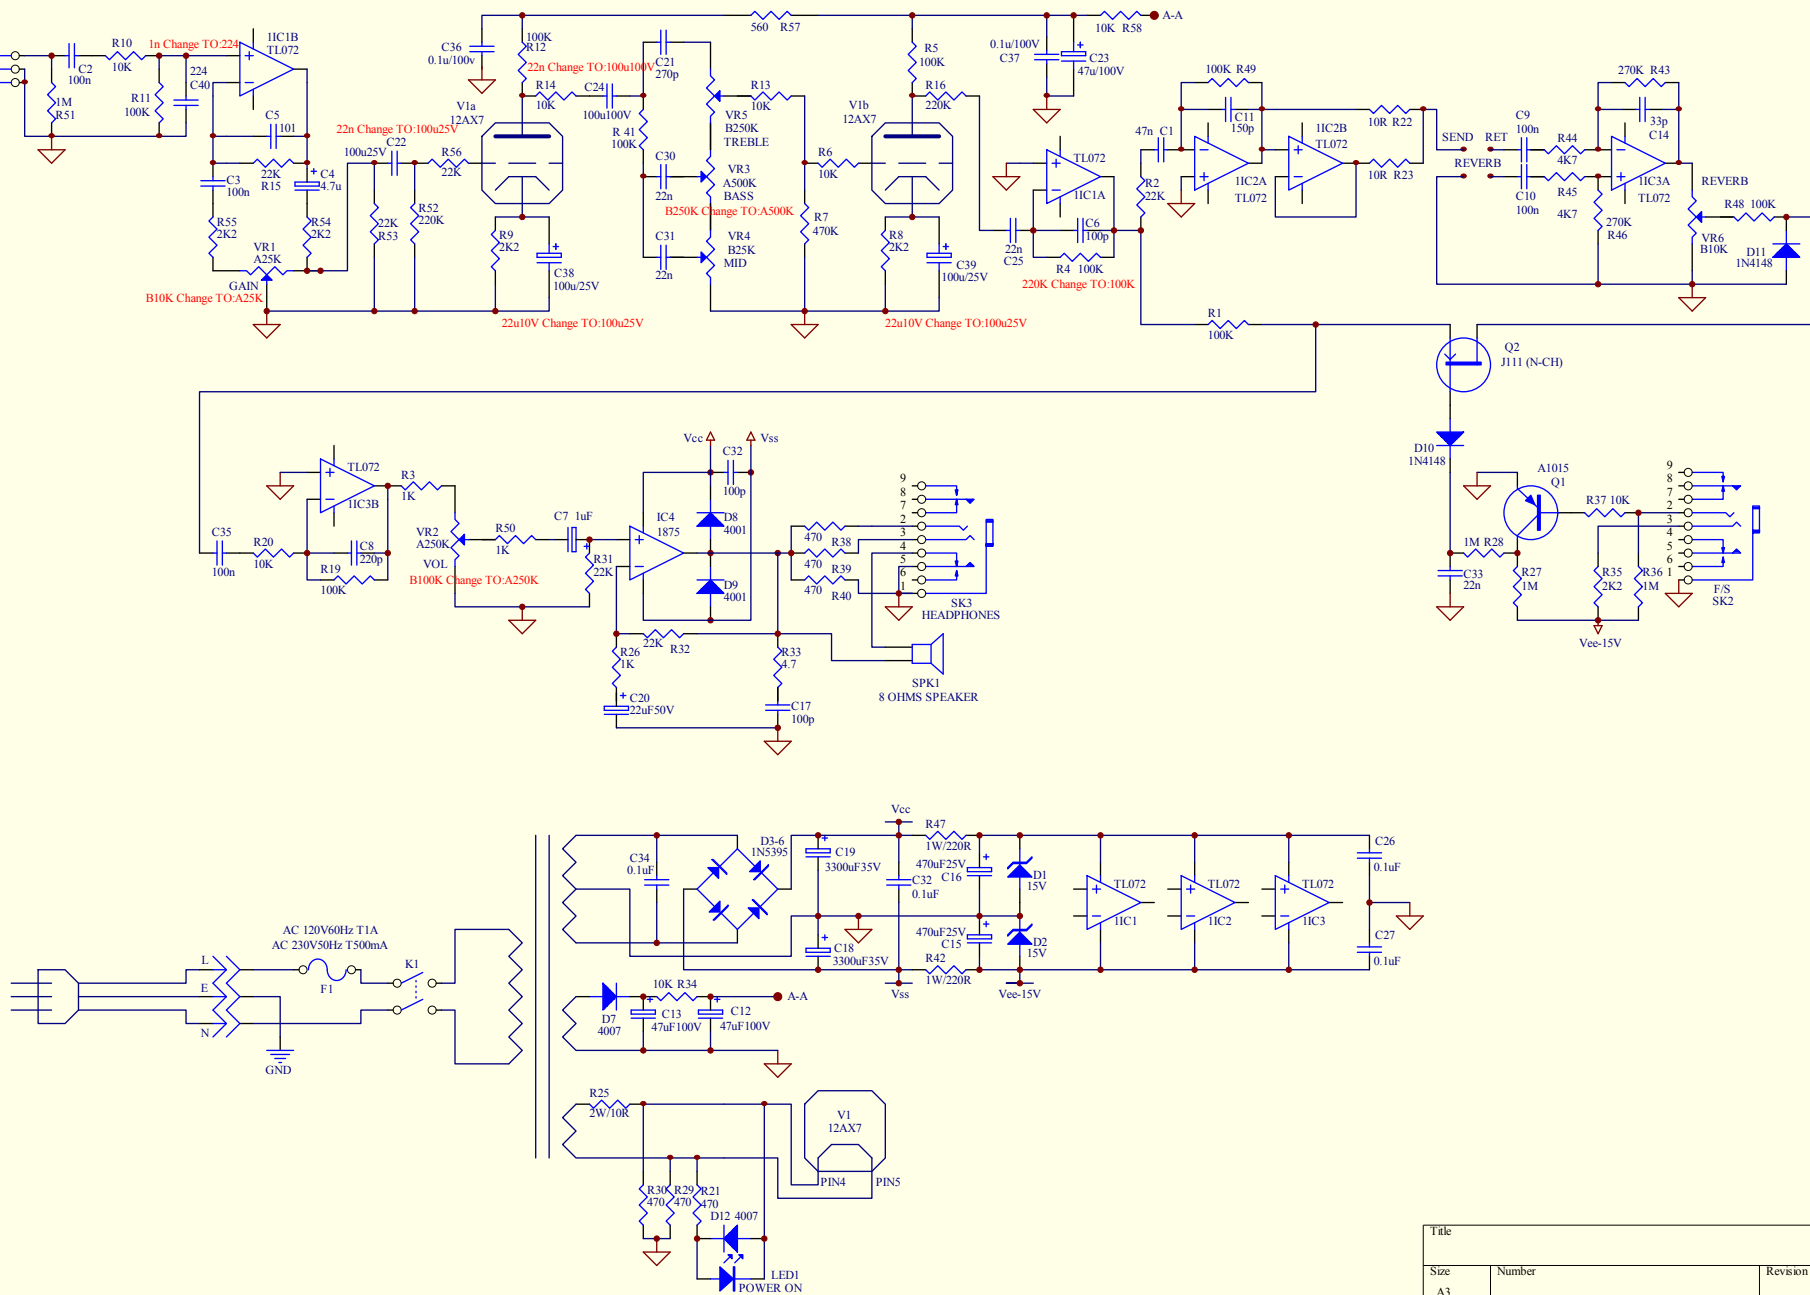 1IC1B
TL072
R10
10K
1n Change TO:224
C2
100n
224
C40
1M
R51
R11
100K
C5
101
22K
R15
C3
100n
C4
4.7u
R55
2K2
R54
2K2
VR1
A25K
GAIN
B10K Change TO:A25K
C36
0.1u/100v
100K
R12
22n Change TO:100u100V
R14
10K
C24
100u100V
V1a
12AX7
22n Change TO:100u25V
100u25V
C22
R56
22K
22K
R53
R52
220K
R9
2K2
C38
100u/25V
22u10V Change TO:100u25V
C21
270p
560 R57
R 41
100K
VR5
B250K
TREBLE
R13
10K
C30
22n
VR3
A500K
BASS
B250K Change TO:A500K
C31
22n
VR4
B25K
MID
R6
10K
R7
470K
V1b
12AX7
R5
100K
R16
220K
R8
2K2
C39
100u/25V
22u10V Change TO:100u25V
0.1u/100V
C37
C23
47u/100V
10K R58
A-A
TL072
1IC1A
22n
C25
C6
100p
R4 100K
220K Change TO:100K
47n C1
R2
22K
100K R49
C11
150p
1IC2A
TL072
1IC2B
TL072
10R R22
10R R23
SEND
RET
REVERB
C9
100n
C10
100n
R44
4K7
R45
4K7
270K R43
33p
C14
1IC3A
TL072
270K
R46
REVERB
R48 100K
VR6
B10K
D11
1N4148
R1
100K
Q2
J111 (N-CH)
D10
1N4148
A1015
Q1
R37 10K
1M R28
C33
22n
R27
1M
R35
2K2
R36
1M
Vee-15V
9
8
7
2
3
4
5
6
1
F/S
SK2
TL072
1IC3B
R3
1K
C35
100n
R20
10K
C8
220p
R19
100K
VR2
A250K
VOL
B100K Change TO:A250K
R50
1K
C7 1uF
R31
22K
IC4
1875
Vcc
Vss
C32
100p
D8
4001
D9
4001
22K R32
R26
1K
C20
22uF50V
R33
4.7
C17
100p
470
R38
470
R39
470
R40
9
8
7
2
3
4
5
6
1
SK3
HEADPHONES
SPK1
8 OHMS SPEAKER
AC 120V60Hz T1A
AC 230V50Hz T500mA
L
E
N
F1
K1
GND
C34
0.1uF
D3-6
1N5395
C19
3300uF35V
C18
3300uF35V
Vcc
Vss
C32
0.1uF
R47
1W/220R
R42
1W/220R
470uF25V
C16
470uF25V
C15
D1
15V
D2
15V
Vee-15V
TL072
1IC1
TL072
1IC2
TL072
1IC3
C26
0.1uF
C27
0.1uF
D7
4007
10K R34
C13
47uF100V
C12
47uF100V
A-A
R25
2W/10R
V1
12AX7
PIN4
PIN5
R30
470
R29
470
R21
470
D12 4007
LED1
POWER ON
Title
Size
A3
Number
Revision